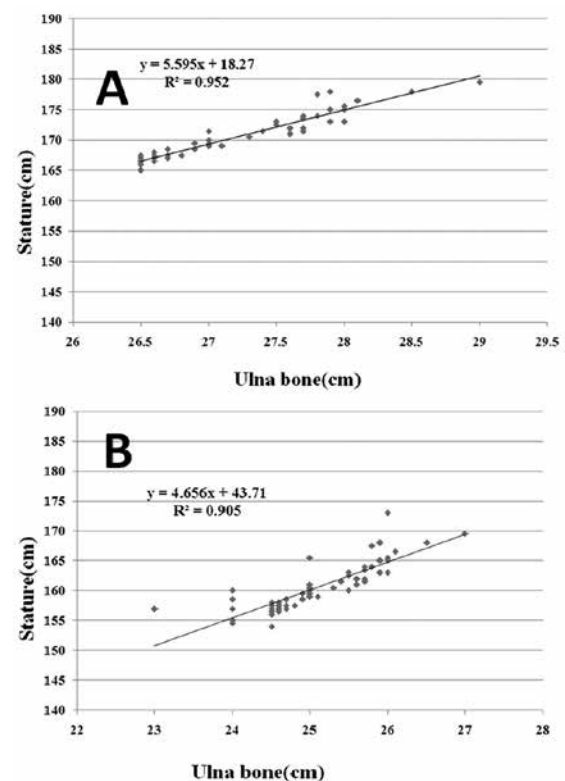 190
185
y = 5.595x + 18.27
180
A
R² = 0.952
175
170
165
160
155
150
145
140
Stature(cm)
26 26.5 27 27.5 28 28.5 29 29.5
Ulna bone(cm)
190
185
B
180
y = 4.656x + 43.71
R² = 0.905
175
170
165
160
155
150
145
140
Stature(cm)
22 23 24 25 26 27 28
Ulna bone(cm)